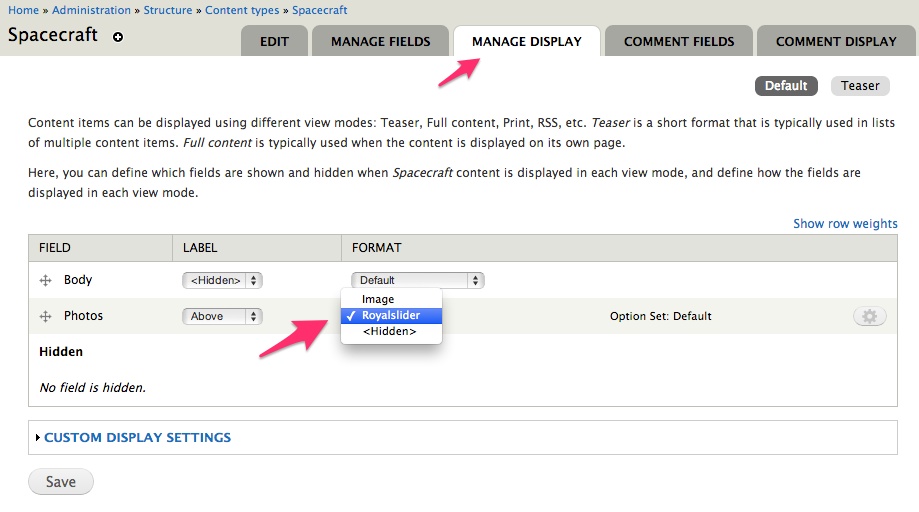 Home » Administration » Structure » Content types » Spacecraft
Spacecraft
EDIT MANAGE FIELDS MANAGE DISPLAY COMMENT FIELDS COMMENT DISPLAY
Default Teaser
Content items can be displayed using different view modes: Teaser, Full content, Print, RSS, etc. Teaser is a short format that is typically used in lists
of multiple content items. Full content is typically used when the content is displayed on its own page.
Here, you can define which fields are shown and hidden when Spacecraft content is displayed in each view mode, and define how the fields are
displayed in each view mode.
Show row weights
FIELD LABEL FORMAT
Body <Hidden> Default
Image
Photos Above ✓ Royalslider Option Set: Default
<Hidden>
Hidden
No field is hidden.
CUSTOM DISPLAY SETTINGS
Save